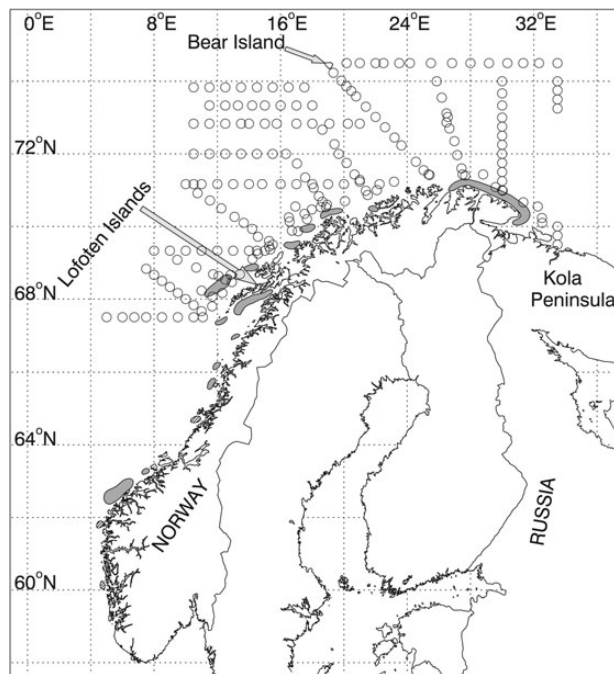 0°E
8°E
16°E
24°E
32°E
Bear Island
72°N
Lofoten Islands
Kola
Peninsula
68°N
64°N
NORWAY
RUSSIA
60°N